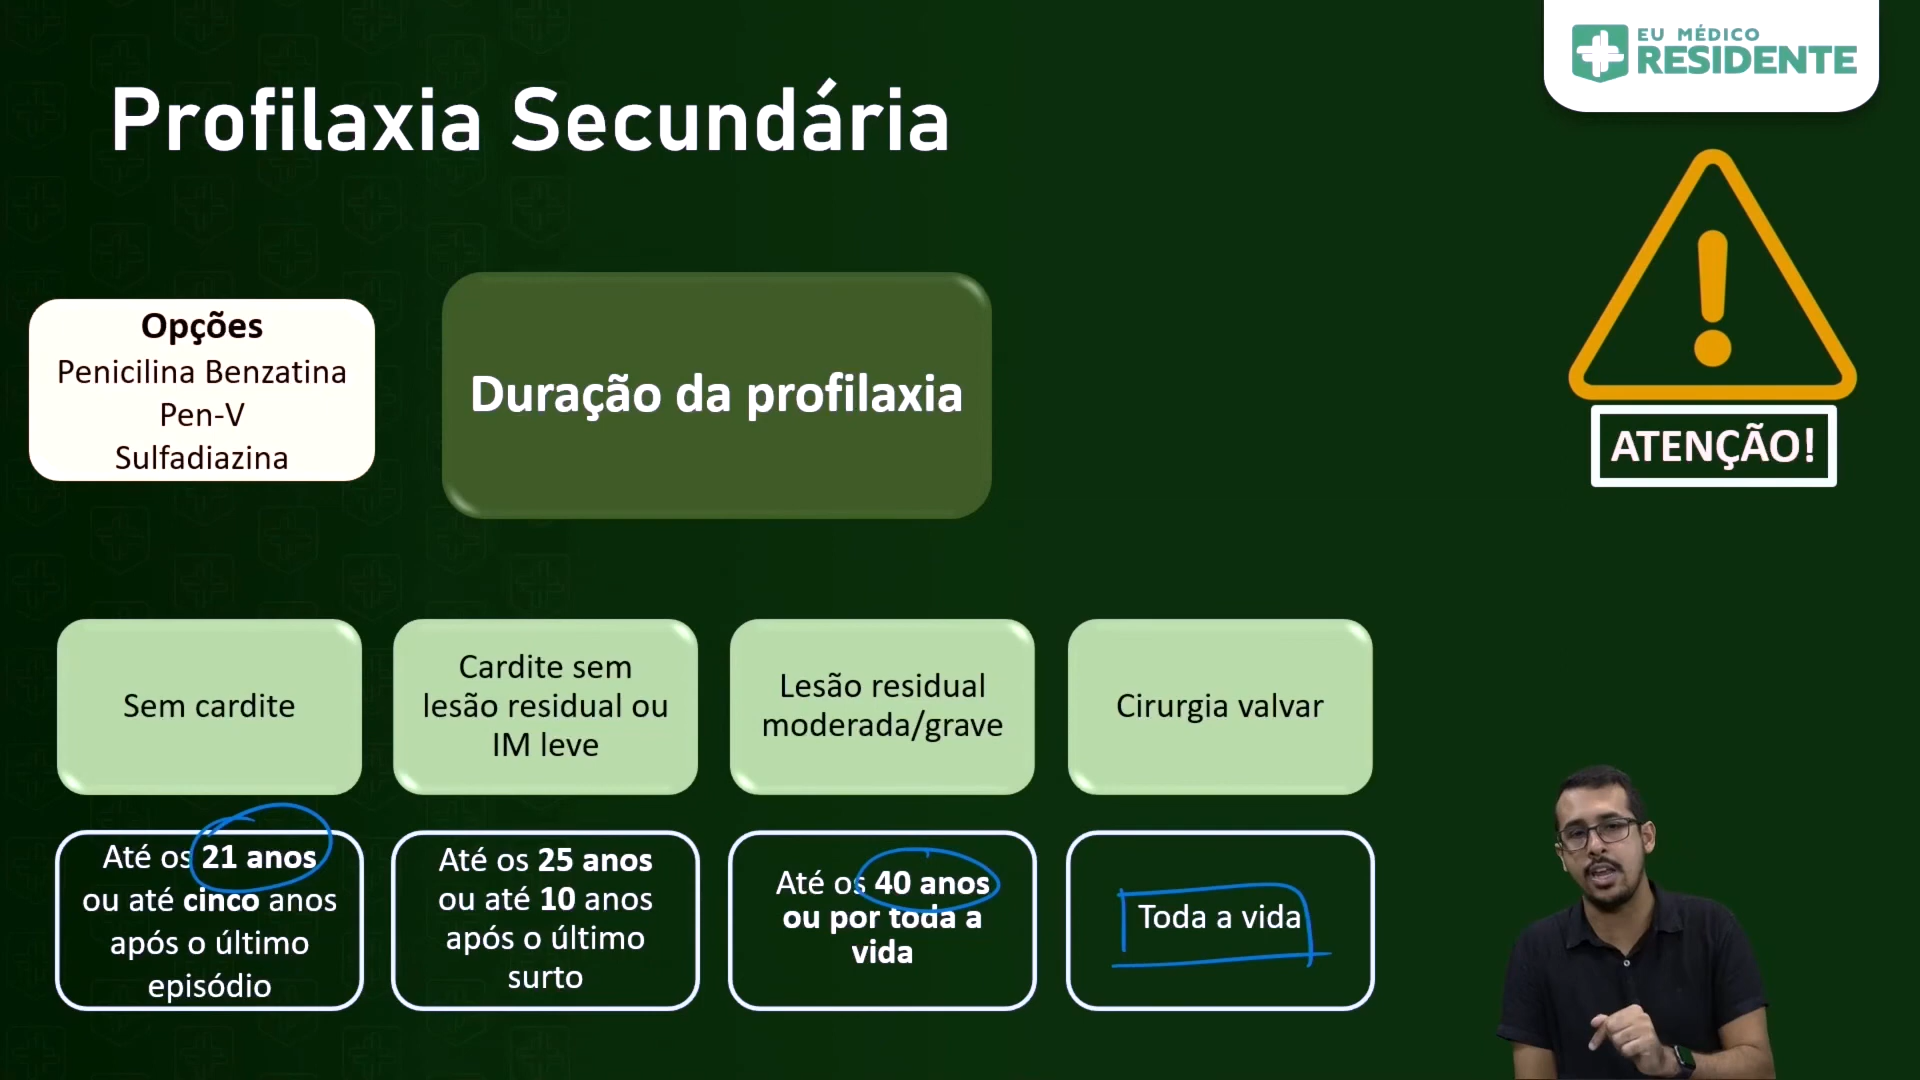 EU MÉDICO
RESIDENTE
Profilaxia Secundária
Opções
Penicilina Benzatina
Pen-V
Sulfadiazina
Duração da profilaxia
ATENÇÃO!
Sem cardite
Cardite sem
lesão residual ou
IM leve
Lesão residual
moderada/grave
Cirurgia valvar
Até os 21 anos
ou até cinco anos
após o último
episódio
Até os 25 anos
ou até 10 anos
após o último
surto
Até os 40 anos
ou por toda a
vida
Toda a vida